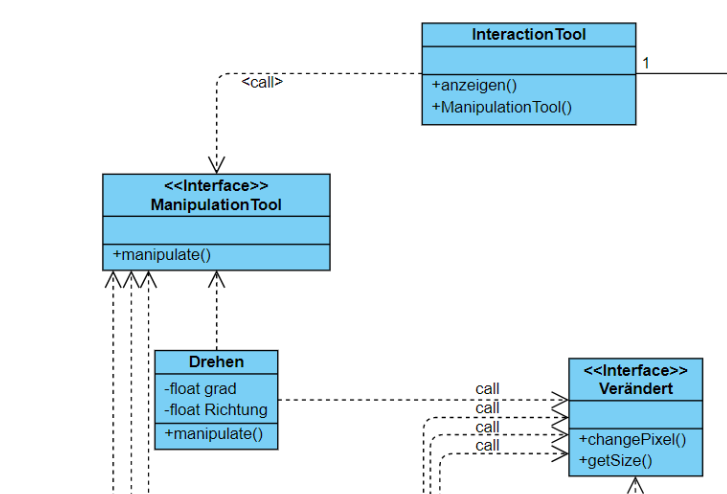 InteractionTool
1
+anzeigen()
+ManipulationTool()
<call>
<<Interface>>
ManipulationTool
+manipulate()
Drehen
-float grad
-float Richtung
+manipulate()
call
call
call
call
<<Interface>>
Verändert
+changePixel()
+getSize()